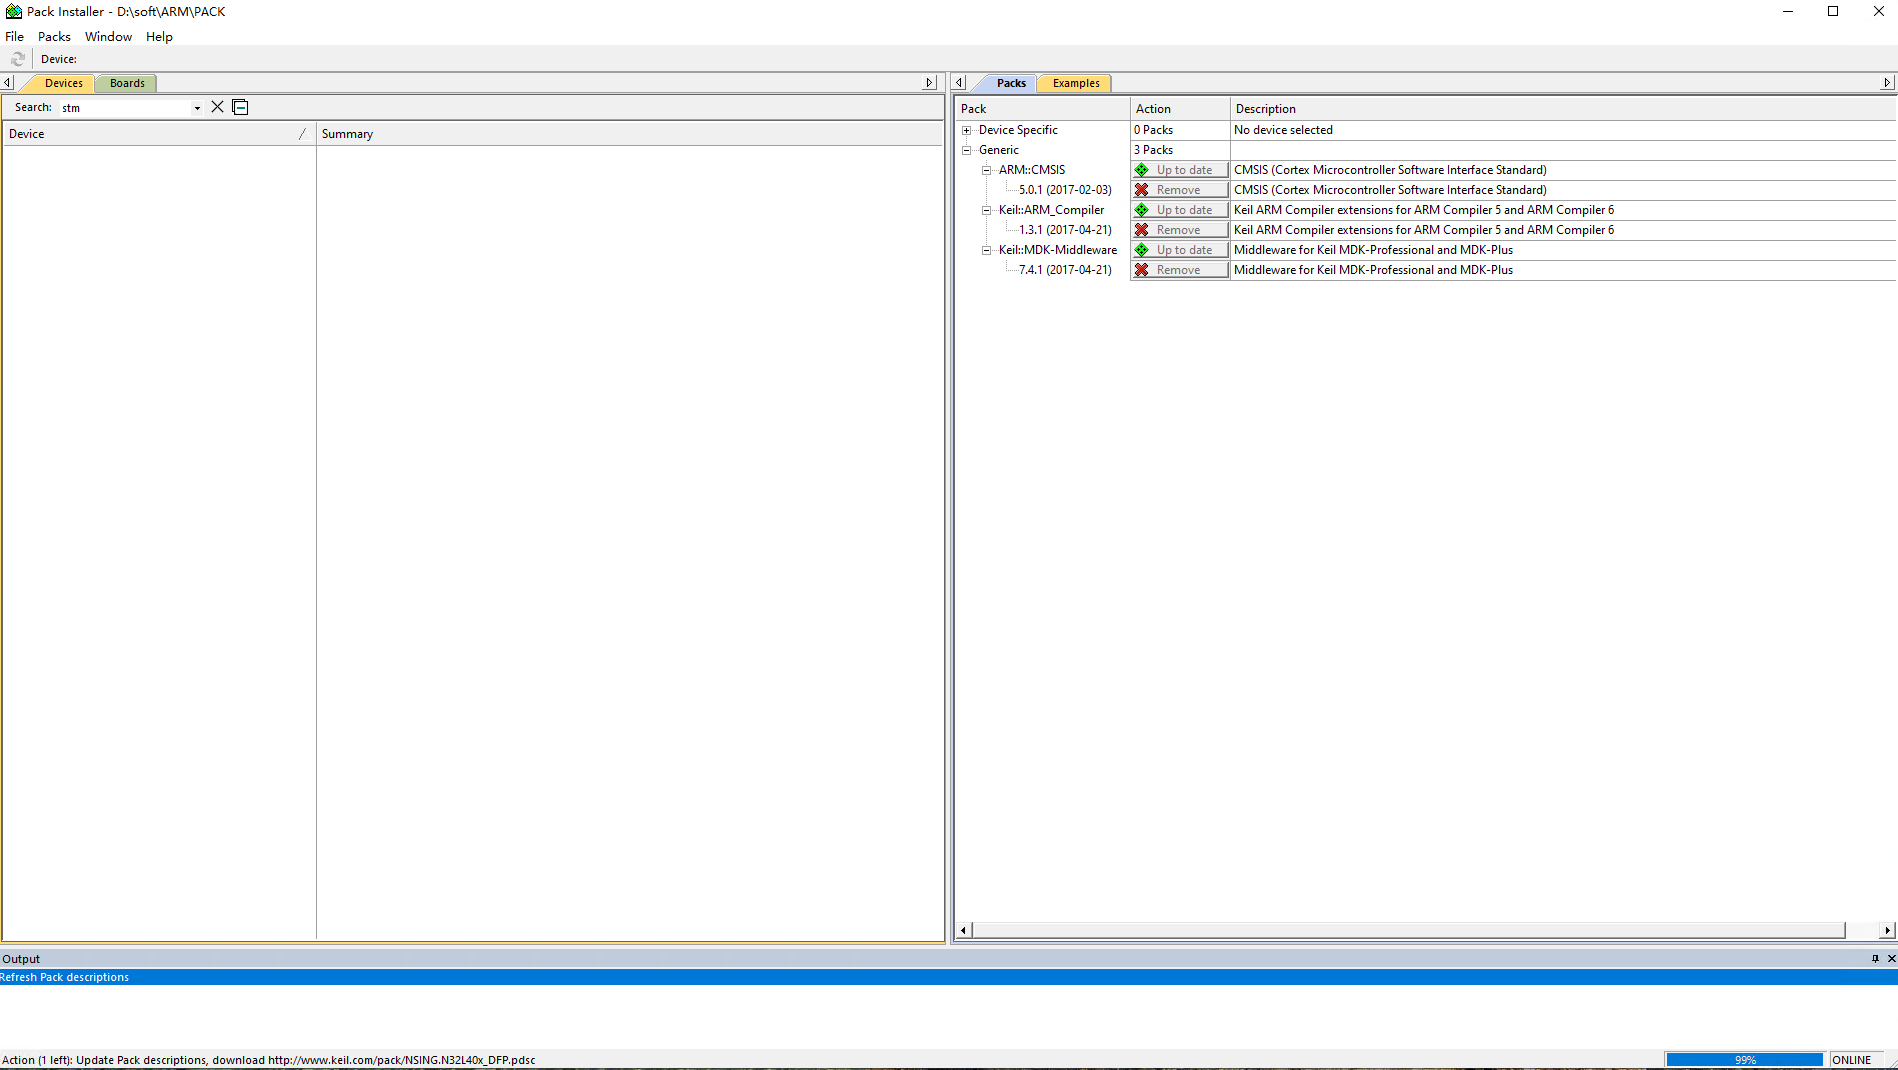 Pack Installer - D:\soft\ARM\PACK
File Packs Window Help
Device:
Devices Boards
Search: stm
Device Summary
Packs Examples
Pack Action Description
Device Specific 0 Packs No device selected
Generic 3 Packs
ARM::CMSIS Up to date CMSIS (Cortex Microcontroller Software Interface Standard)
5.0.1 (2017-02-03) Remove CMSIS (Cortex Microcontroller Software Interface Standard)
Keil::ARM_Compiler Up to date Keil ARM Compiler extensions for ARM Compiler 5 and ARM Compiler 6
1.3.1 (2017-04-21) Remove Keil ARM Compiler extensions for ARM Compiler 5 and ARM Compiler 6
Keil::MDK-Middleware Up to date Middleware for Keil MDK-Professional and MDK-Plus
7.4.1 (2017-04-21) Remove Middleware for Keil MDK-Professional and MDK-Plus
Output
Refresh Pack descriptions
Action (1 left): Update Pack descriptions, download http://www.keil.com/pack/NSING.N32L40x_DFP.pdsc 99% ONLINE